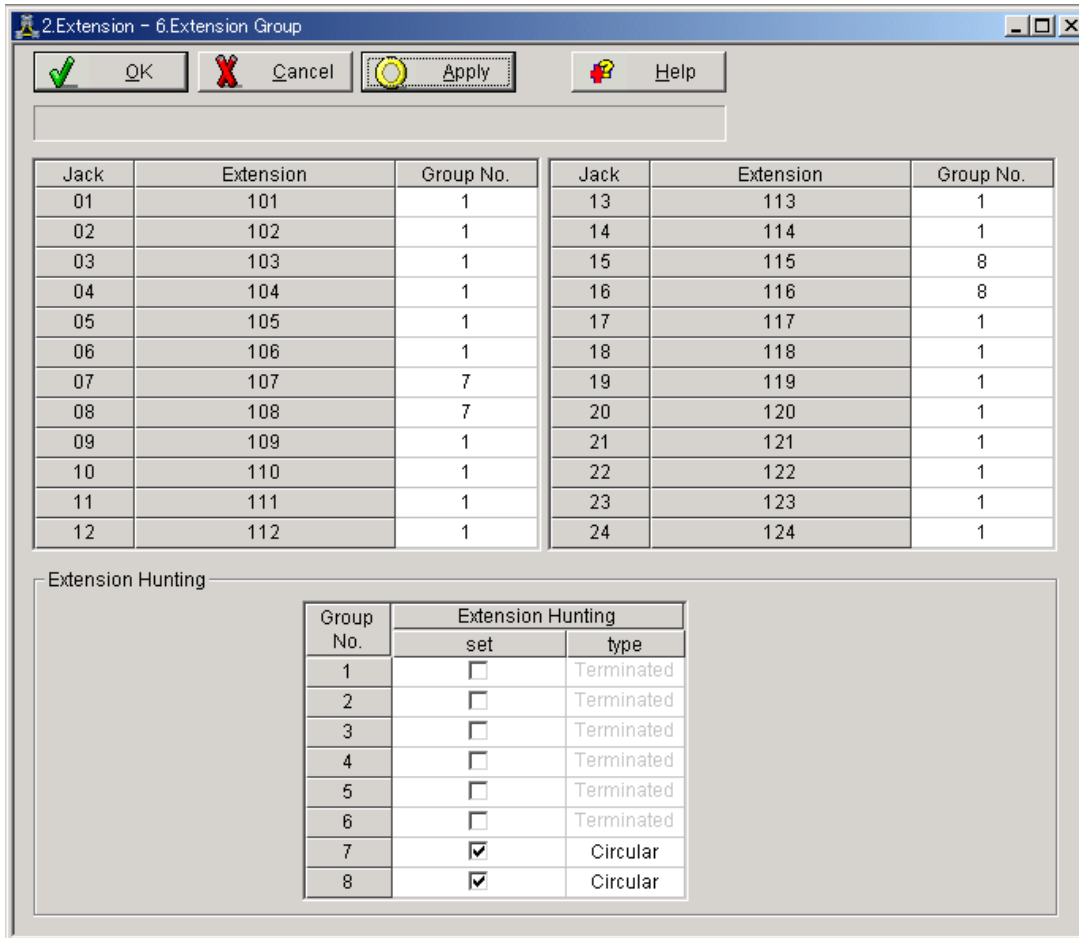 2.Extension - 6.Extension Group
OK Cancel Apply Help
Jack Extension Group No. Jack Extension Group No.
01 101 1 13 113 1
02 102 1 14 114 1
03 103 1 15 115 8
04 104 1 16 116 8
05 105 1 17 117 1
06 106 1 18 118 1
07 107 7 19 119 1
08 108 7 20 120 1
09 109 1 21 121 1
10 110 1 22 122 1
11 111 1 23 123 1
12 112 1 24 124 1
Extension Hunting
Group No. Extension Hunting
set type
1 Terminated
2 Terminated
3 Terminated
4 Terminated
5 Terminated
6 Terminated
7 Circular
8 Circular